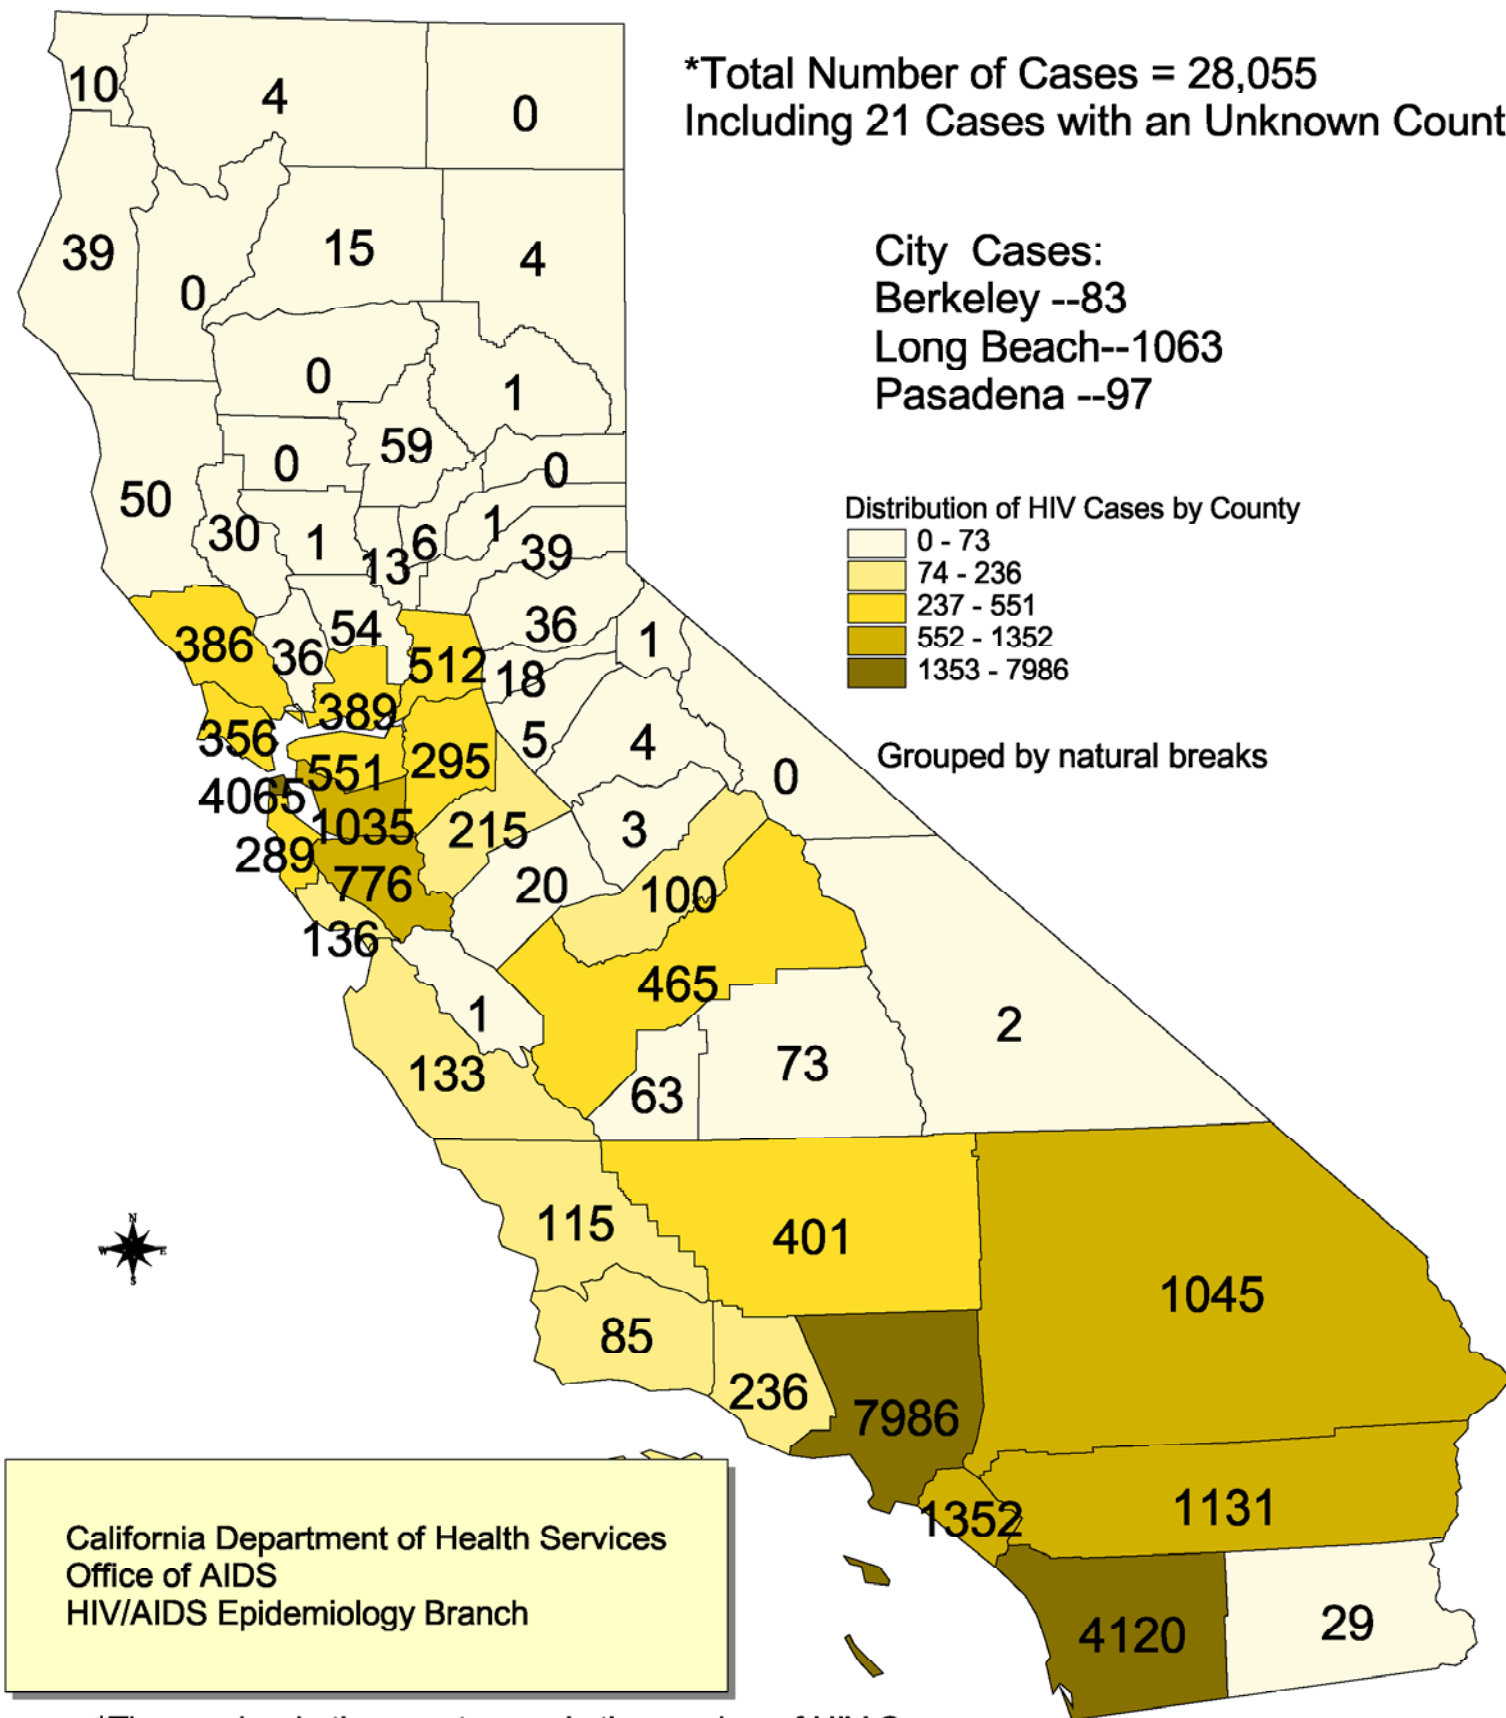 *Total Number of Cases = 28,055
Including 21 Cases with an Unknown Count
City Cases:
Berkeley --83
Long Beach--1063
Pasadena --97
Distribution of HIV Cases by County
0 - 73
74 - 236
237 - 551
552 - 1352
1353 - 7986
Grouped by natural breaks
10
4
0
39
0
15
4
0
1
59
0
0
50
30
1
13
6
1
39
386
36
54
512
36
1
18
389
356
551
295
5
4
0
4065
1035
215
3
289
776
20
100
136
465
1
2
133
63
73
115
401
1045
85
236
7986
1352
1131
4120
29
N
W
E
S
California Department of Health Services
Office of AIDS
HIV/AIDS Epidemiology Branch